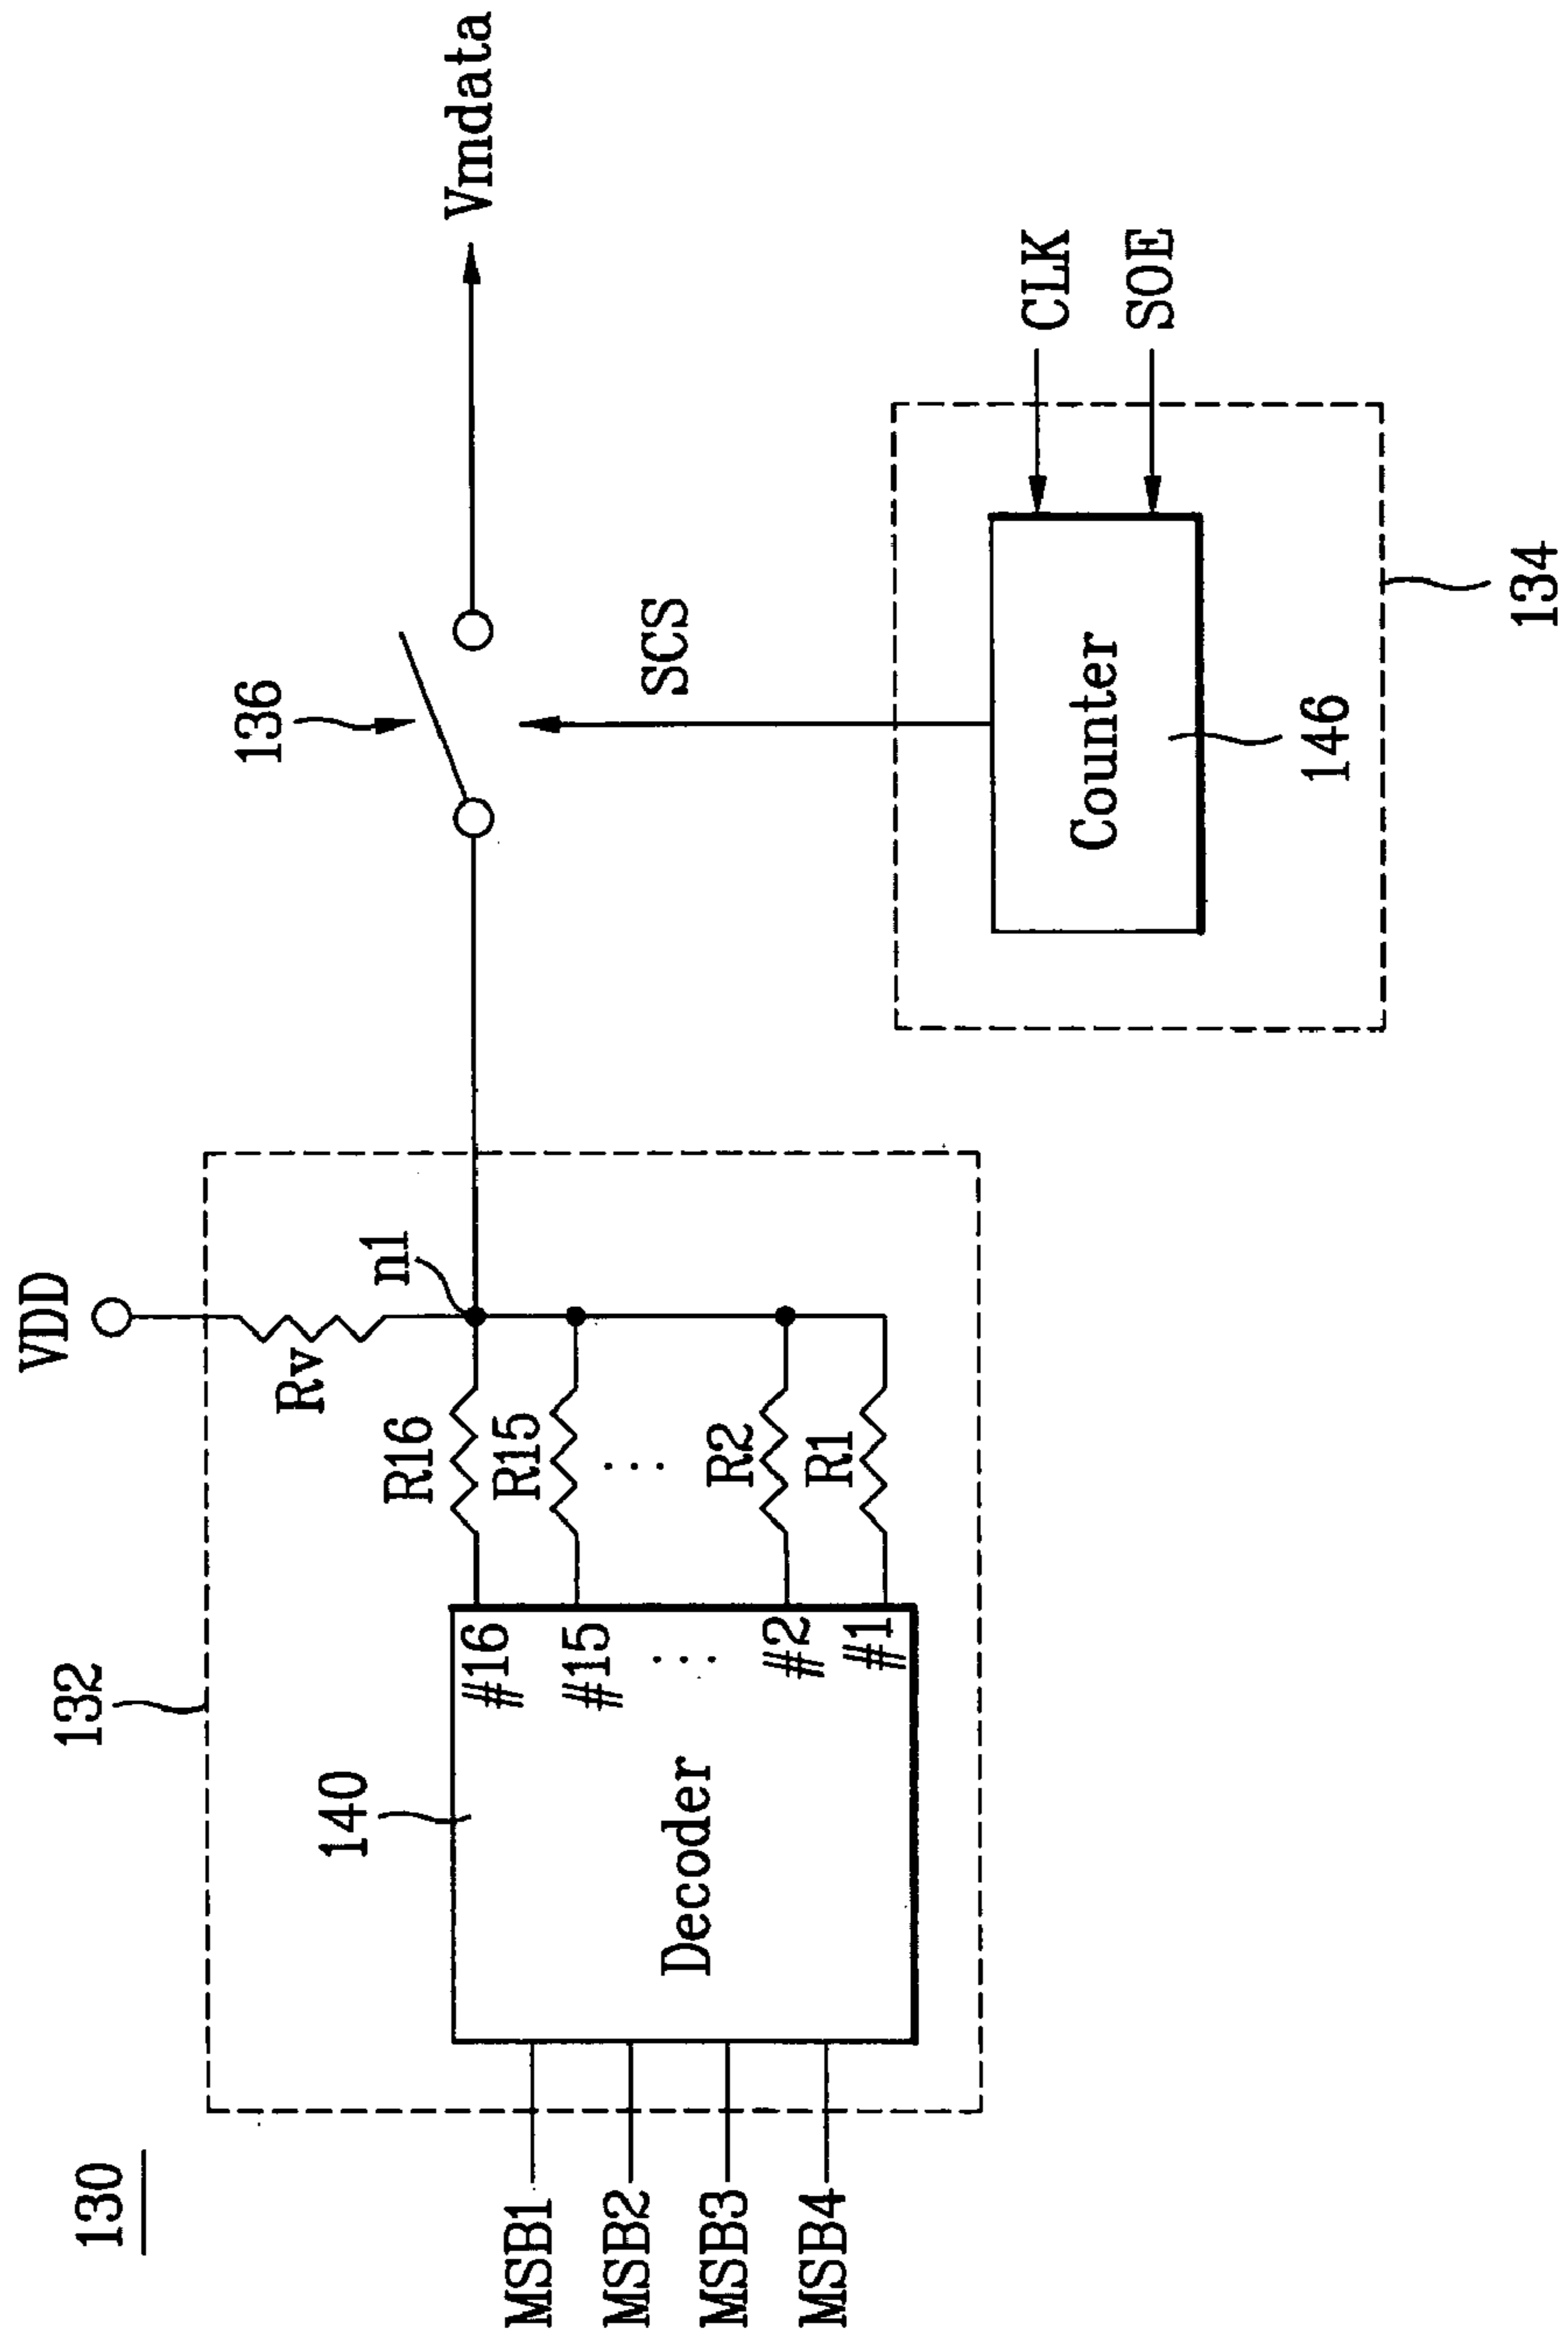 130
132
VDD
Rv
n1
140
Decoder
#16
#15
#2
#1
R16
R15
R2
R1
MSB1
MSB2
MSB3
MSB4
136
Vmdata
SCS
CLK
SOE
Counter
146
134